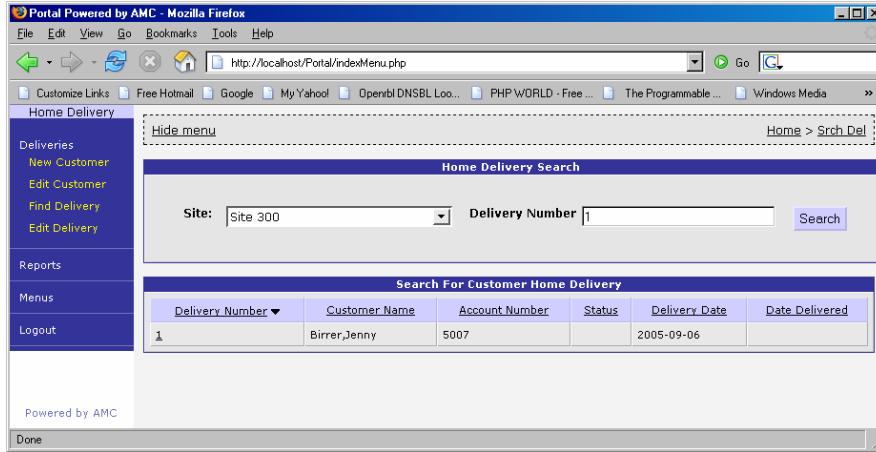 Portal Powered by AMC - Mozilla Firefox
File Edit View Go Bookmarks Tools Help
http://localhost/Portal/indexMenu.php Go G
Customize Links Free Hotmail Google My Yahoo! Openrbl DNSBL Loo... PHP WORLD - Free ... The Programmable ... Windows Media »
Home Delivery
Hide menu Home > Srch Del
Deliveries
New Customer
Edit Customer
Find Delivery
Edit Delivery
Reports
Menus
Logout
Powered by AMC
Home Delivery Search
Site: Site 300 Delivery Number 1 Search
Search For Customer Home Delivery
Delivery Number Customer Name Account Number Status Delivery Date Date Delivered
1 Birrer,Jenny 5007 2005-09-06
Done